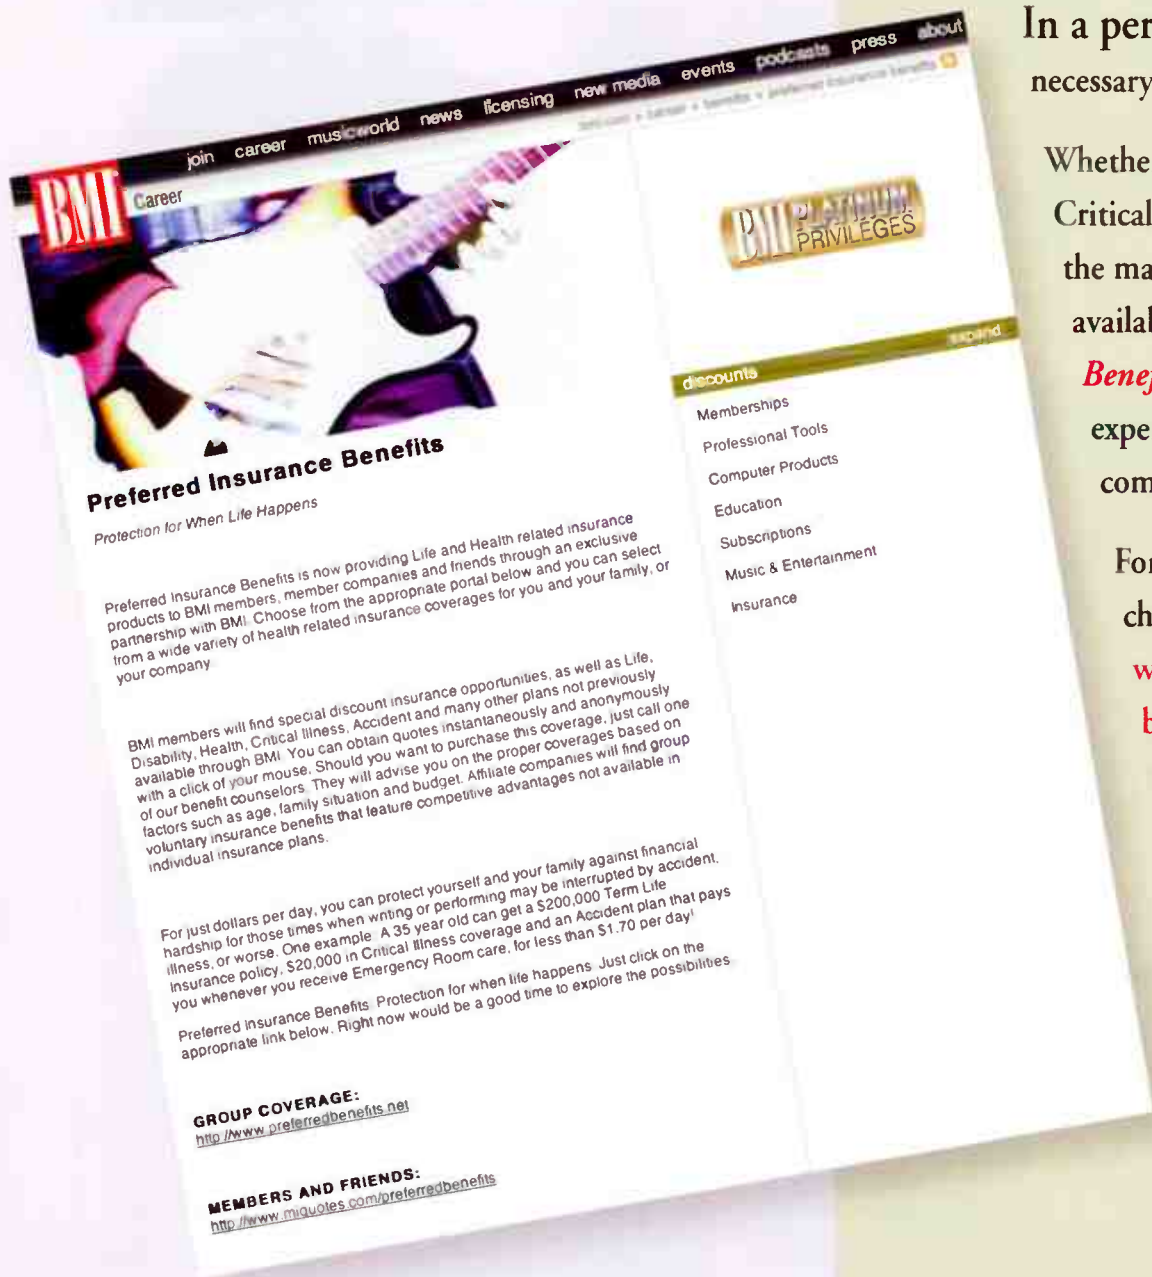 join career musicworld news licensing new media events podcasts press about
bmi.com » career » benefits » preferred insurance benefits
BMI
Career
BMI PLATINUM
PRIVILEGES
Preferred Insurance Benefits
Protection for When Life Happens
Preferred Insurance Benefits is now providing Life and Health related insurance
products to BMI members, member companies and friends through an exclusive
partnership with BMI. Choose from the appropriate portal below and you can select
from a wide variety of health related insurance coverages for you and your family, or
your company
BMI members will find special discount insurance opportunities, as well as Life,
Disability, Health, Critical Illness, Accident and many other plans not previously
available through BMI. You can obtain quotes instantaneously and anonymously
with a click of your mouse. Should you want to purchase this coverage, just call one
of our benefit counselors. They will advise you on the proper coverages based on
factors such as age, family situation and budget. Affiliate companies will find group
voluntary insurance benefits that feature competitive advantages not available in
individual insurance plans.
For just dollars per day, you can protect yourself and your family against financial
hardship for those times when writing or performing may be interrupted by accident,
illness, or worse. One example: A 35 year old can get a $200,000 Term Life
Insurance policy, $20,000 in Critical Illness coverage and an Accident plan that pays
you whenever you receive Emergency Room care, for less than $1.70 per day!
Preferred Insurance Benefits. Protection for when life happens. Just click on the
appropriate link below. Right now would be a good time to explore the possibilities.
GROUP COVERAGE:
http://www.preferredbenefits.net
MEMBERS AND FRIENDS:
http://www.miquotes.com/preferredbenefits
discounts expand
Memberships
Professional Tools
Computer Products
Education
Subscriptions
Music & Entertainment
Insurance
In a per
necessary
Whethe
Critical
the ma
availab
Benef
expe
com
For
ch
w
b